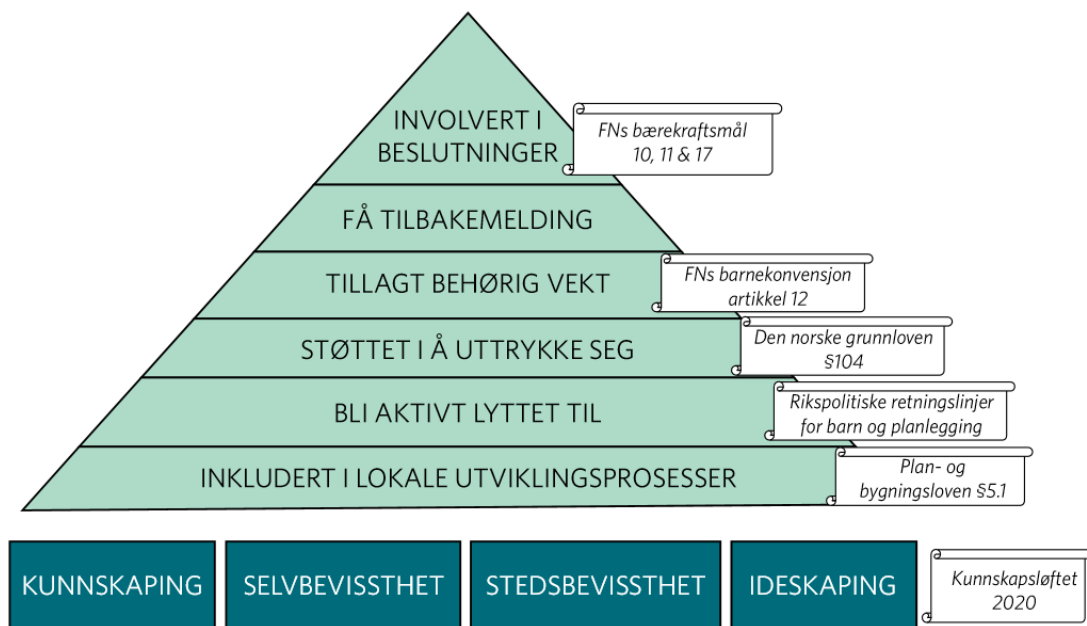 INVOLVERT I
BESLUTNINGER
FNs bærekraftsmål
10, 11 & 17
FÅ TILBAKEMELDING
TILLAGT BEHØRIG VEKT
FNs barnekonvensjon
artikkel 12
STØTTET I Å UTTRYKE SEG
Den norske grunnloven
§104
BLI AKTIVT LYTTET TIL
Rikspolitiske retningslinjer
for barn og planlegging
INKLUDERT I LOKALE UTVIKLINGSPROSESSER
Plan- og
bygningsloven §5.1
KUNNSKAPING
SELVBEVISSTHET
STEDSBEVISSTHET
IDESKAPING
Kunnskapsløftet
2020